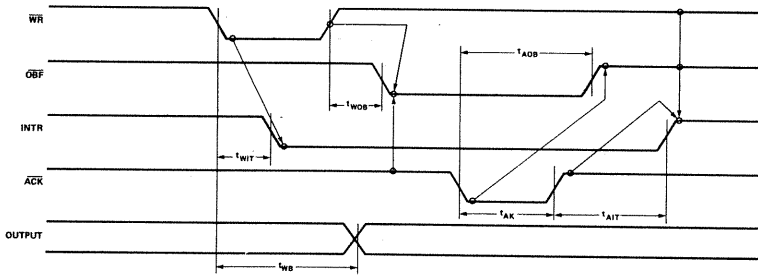 WR
tAOB
OBF
tWOB
INTR
tWIT
ACK
tAK
tAIT
OUTPUT
tWB